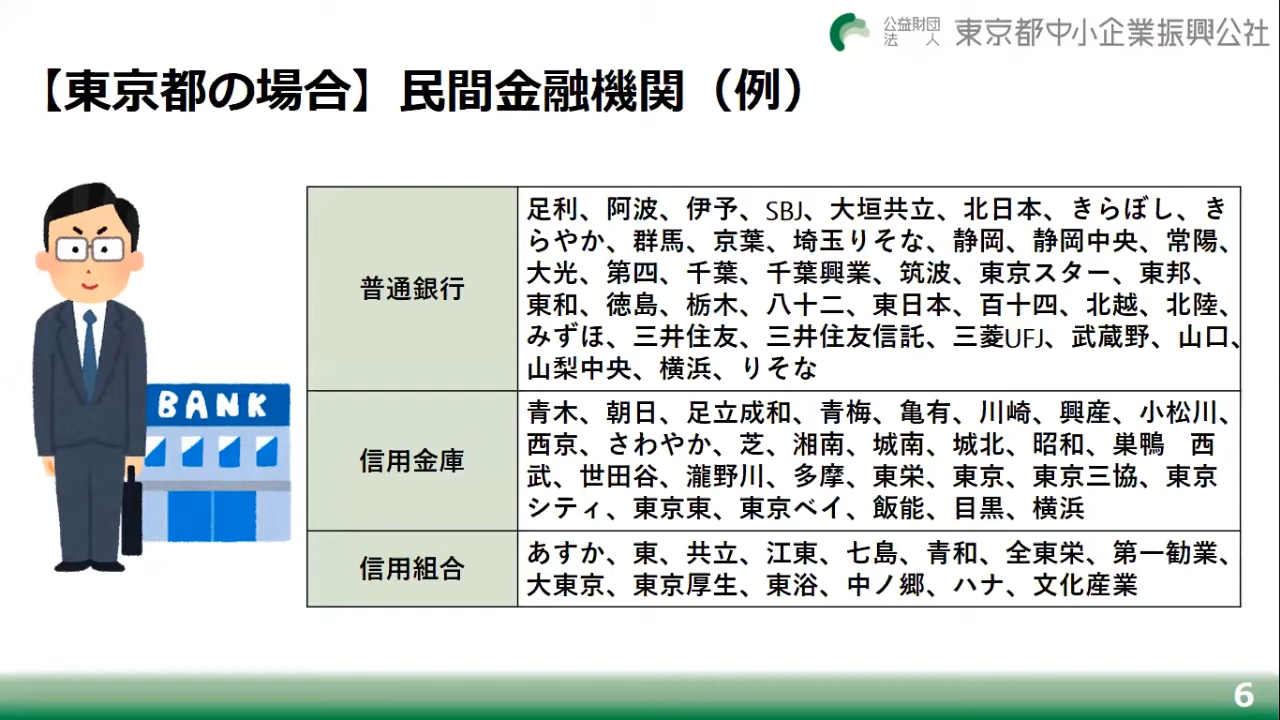 公益財団法人 東京都中小企業振興公社
【東京都の場合】民間金融機関（例）
BANK
普通銀行
足利、阿波、伊予、SBJ、大垣共立、北日本、きらぼし、き
らやか、群馬、京葉、埼玉りそな、静岡、静岡中央、常陽、
大光、第四、千葉、千葉興業、筑波、東京スター、東邦、
東和、徳島、栃木、八十二、東日本、百十四、北越、北陸、
みずほ、三井住友、三井住友信託、三菱UFJ、武蔵野、山口、
山梨中央、横浜、りそな
信用金庫
青木、朝日、足立成和、青梅、亀有、川崎、興産、小松川、
西京、さわやか、芝、湘南、城南、城北、昭和、巣鴨　西
武、世田谷、瀧野川、多摩、東栄、東京、東京三協、東京
シティ、東京東、東京ベイ、飯能、目黒、横浜
信用組合
あすか、東、共立、江東、七島、青和、全東栄、第一勧業、
大東京、東京厚生、東浴、中ノ郷、ハナ、文化産業
6